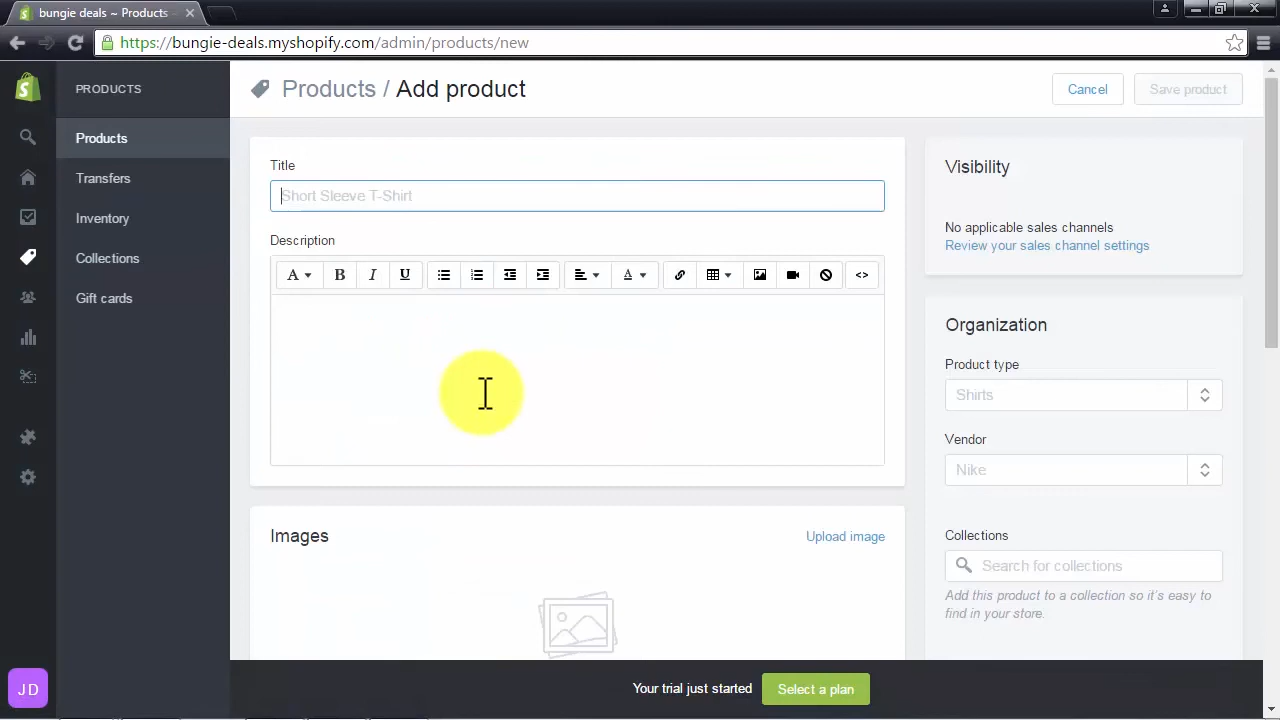 bungie deals ~ Products
https://bungie-deals.myshopify.com/admin/products/new
PRODUCTS
Products
Transfers
Inventory
Collections
Gift cards
JD
Products / Add product
Cancel
Save product
Title
Short Sleeve T-Shirt
Description
A
B
I
U
A
<>
Images
Upload image
Visibility
No applicable sales channels
Review your sales channel settings
Organization
Product type
Shirts
Vendor
Nike
Collections
Search for collections
Add this product to a collection so it's easy to
find in your store.
Your trial just started
Select a plan